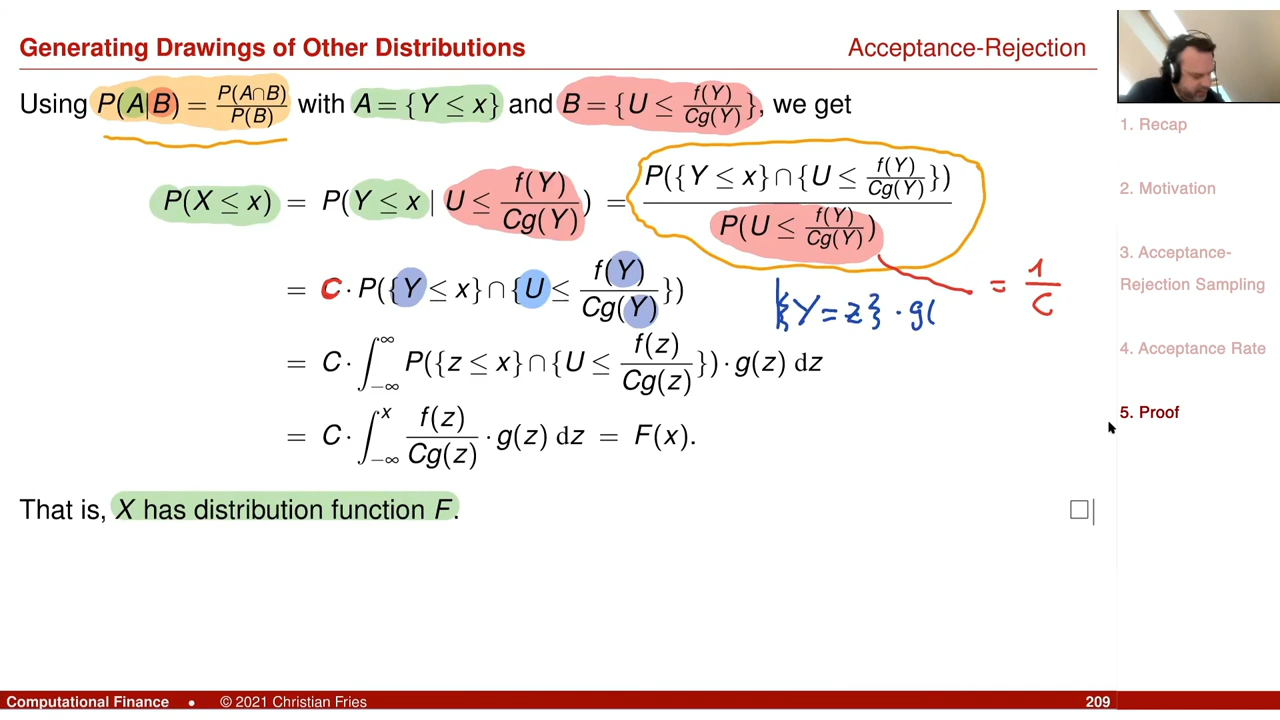 Generating Drawings of Other Distributions
Acceptance-Rejection
Using P(A|B) = P(A∩B)/P(B) with A = {Y ≤ x} and B = {U ≤ f(Y)/Cg(Y)}, we get
P(X ≤ x) = P(Y ≤ x | U ≤ f(Y)/Cg(Y)) = P({Y ≤ x} ∩ {U ≤ f(Y)/Cg(Y)}) / P(U ≤ f(Y)/Cg(Y))
= C · P({Y ≤ x} ∩ {U ≤ f(Y)/Cg(Y)})
{Y = z} · g(
= 1/C
= C · ∫_{-∞}^{∞} P({z ≤ x} ∩ {U ≤ f(z)/Cg(z)}) · g(z) dz
= C · ∫_{-∞}^{x} f(z)/Cg(z) · g(z) dz = F(x).
That is, X has distribution function F. □
1. Recap
2. Motivation
3. Acceptance-
Rejection Sampling
4. Acceptance Rate
5. Proof
Computational Finance • © 2021 Christian Fries
209